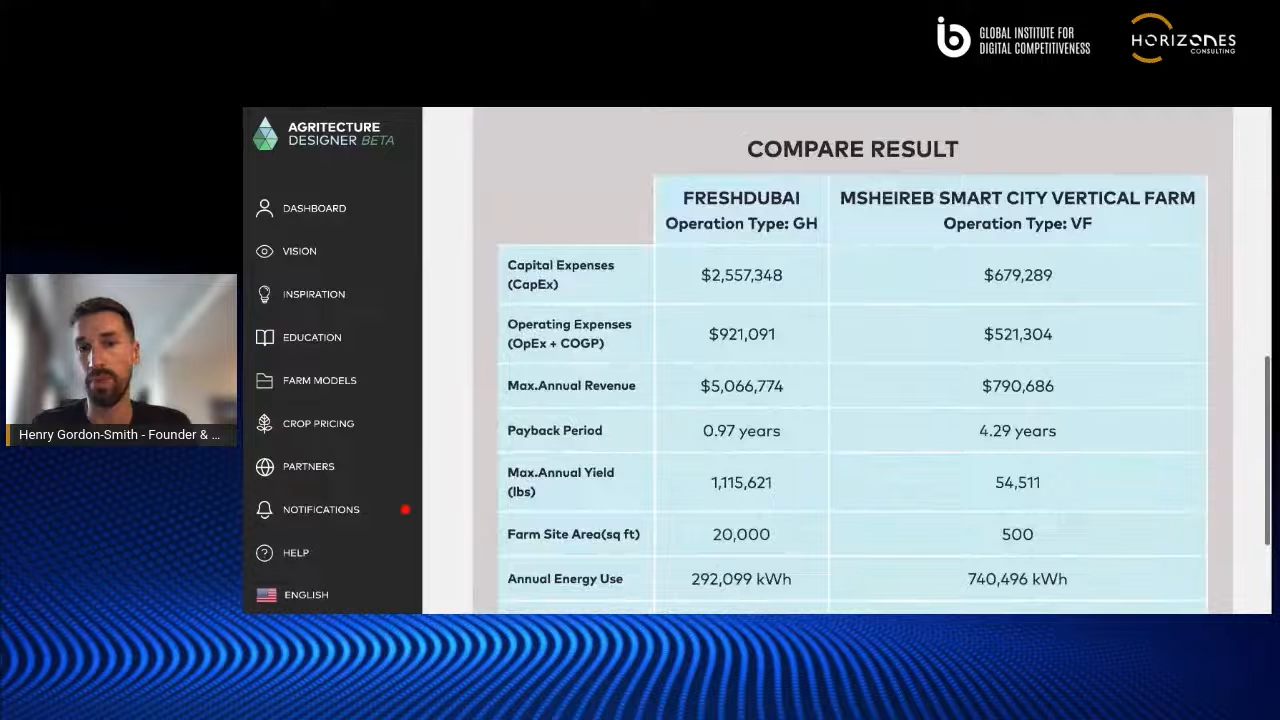 GLOBAL INSTITUTE FOR
DIGITAL COMPETITIVENESS
HORIZONES
CONSULTING
AGRITECTURE
DESIGNER BETA
DASHBOARD
VISION
INSPIRATION
EDUCATION
FARM MODELS
CROP PRICING
PARTNERS
NOTIFICATIONS
HELP
ENGLISH
COMPARE RESULT
FRESHDUBAI MSHEIREB SMART CITY VERTICAL FARM
Operation Type: GH Operation Type: VF
Capital Expenses
(CapEx) $2,557,348 $679,289
Operating Expenses
(OpEx + COGP) $921,091 $521,304
Max.Annual Revenue $5,066,774 $790,686
Payback Period 0.97 years 4.29 years
Max.Annual Yield
(lbs) 1,115,621 54,511
Farm Site Area(sq ft) 20,000 500
Annual Energy Use 292,099 kWh 740,496 kWh
Henry Gordon-Smith - Founder & ...